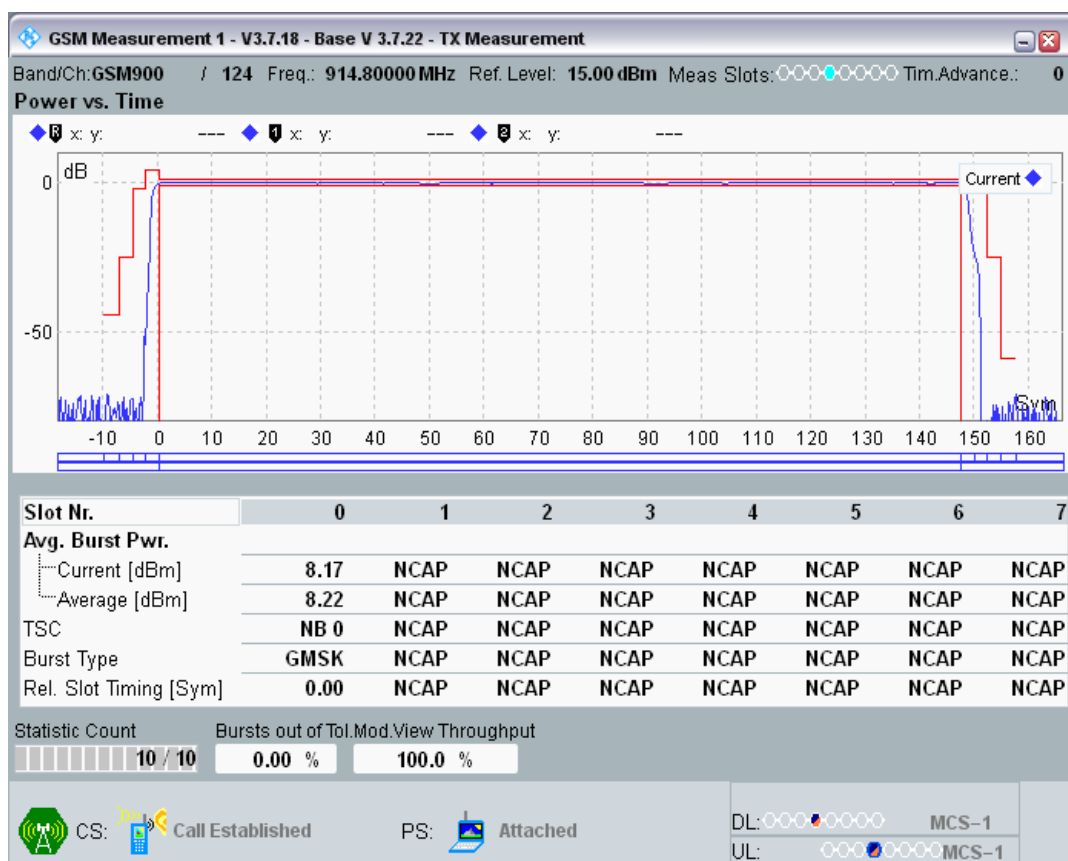 GSM Measurement 1 - V3.7.18 - Base V 3.7.22 - TX Measurement
Band/Ch:GSM900 / 124 Freq.: 914.80000 MHz Ref. Level: 15.00 dBm Meas Slots: Tim.Advance.: 0
Power vs. Time
R x: y: --- 1 x: y: --- 2 x: y: ---
dB
Current
0
-50
Sym
-10 0 10 20 30 40 50 60 70 80 90 100 110 120 130 140 150 160
Slot Nr. 0 1 2 3 4 5 6 7
Avg. Burst Pwr.
Current [dBm] 8.17 NCAP NCAP NCAP NCAP NCAP NCAP NCAP
Average [dBm] 8.22 NCAP NCAP NCAP NCAP NCAP NCAP NCAP
TSC NB 0 NCAP NCAP NCAP NCAP NCAP NCAP NCAP
Burst Type GMSK NCAP NCAP NCAP NCAP NCAP NCAP NCAP
Rel. Slot Timing [Sym] 0.00 NCAP NCAP NCAP NCAP NCAP NCAP NCAP
Statistic Count Bursts out of Tol.Mod.View Throughput
10 / 10 0.00 % 100.0 %
CS: Call Established PS: Attached
DL: MCS-1
UL: MCS-1